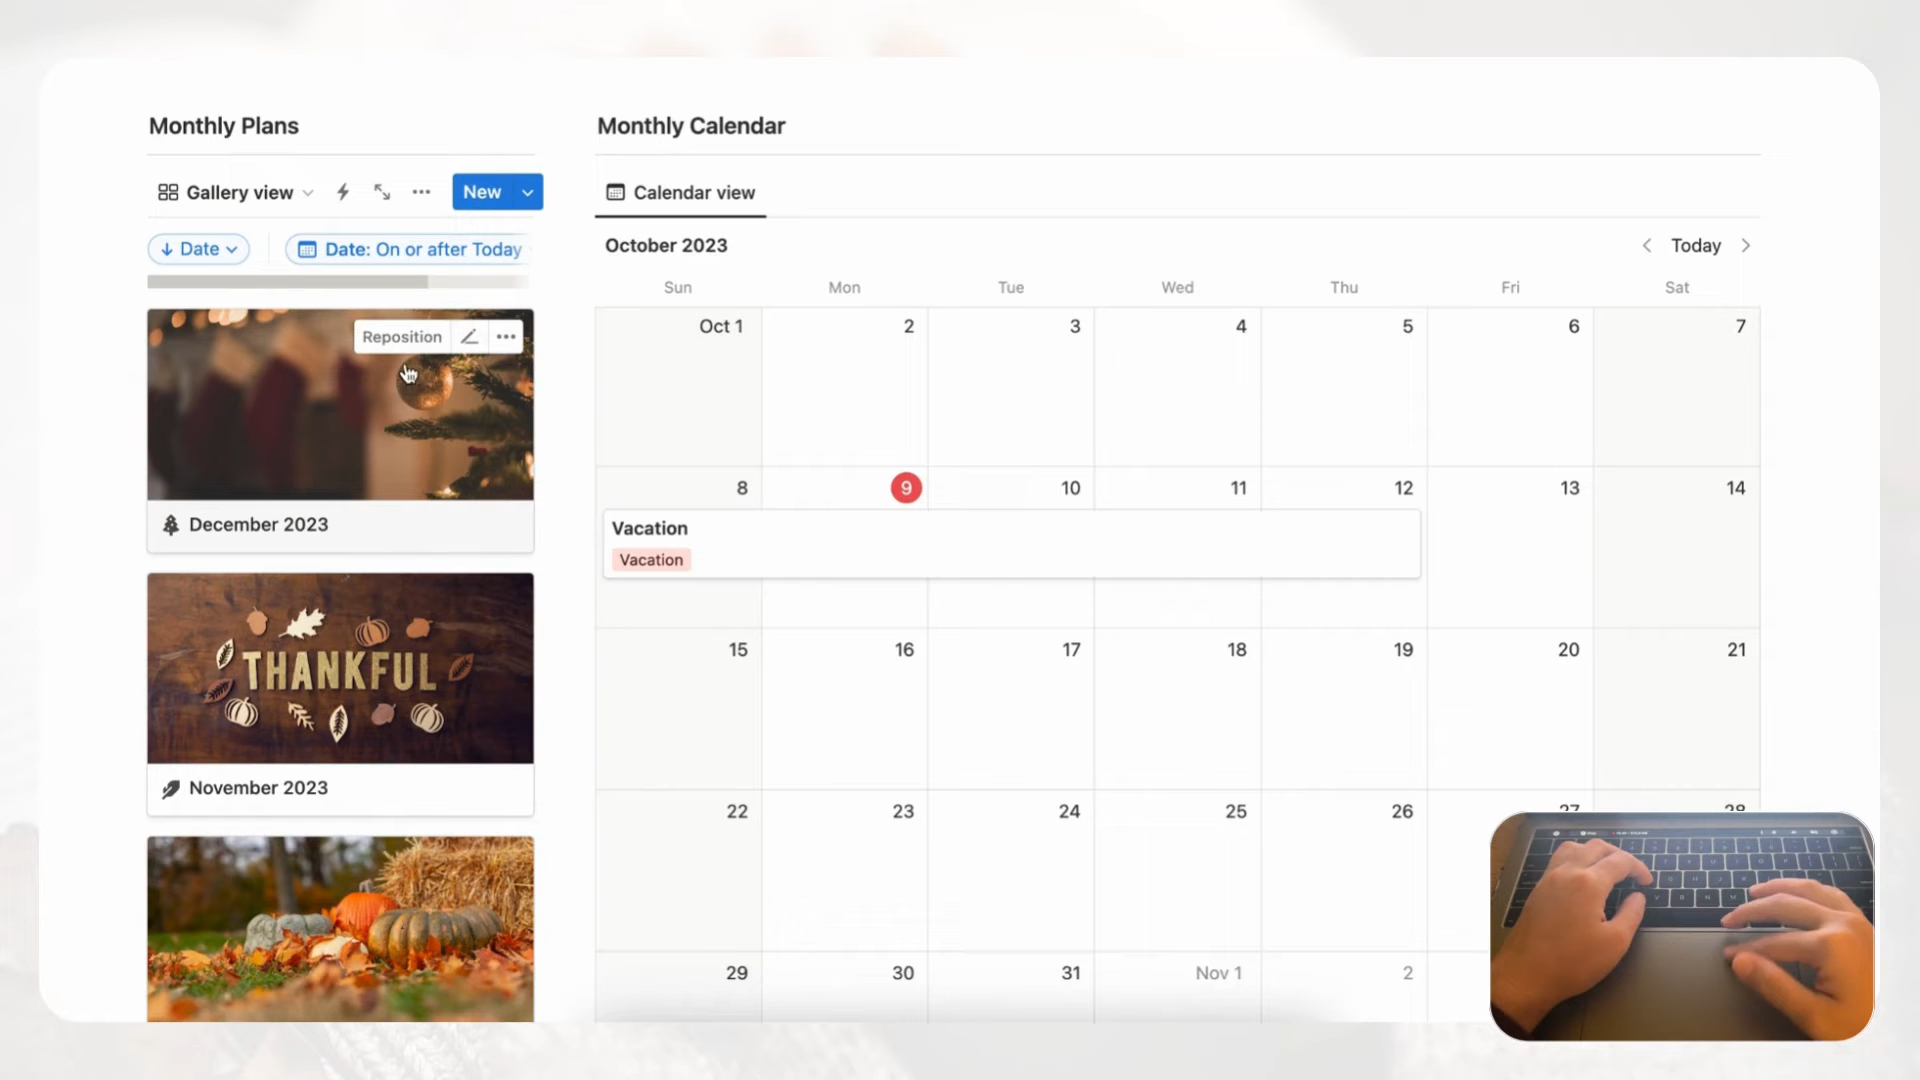 Monthly Plans
Gallery view
New
Date
Date: On or after Today
Reposition
December 2023
THANKFUL
November 2023
Monthly Calendar
Calendar view
October 2023
Today
Sun Mon Tue Wed Thu Fri Sat
Oct 1 2 3 4 5 6 7
8 9 10 11 12 13 14
Vacation
Vacation
15 16 17 18 19 20 21
22 23 24 25 26 27 28
29 30 31 Nov 1 2